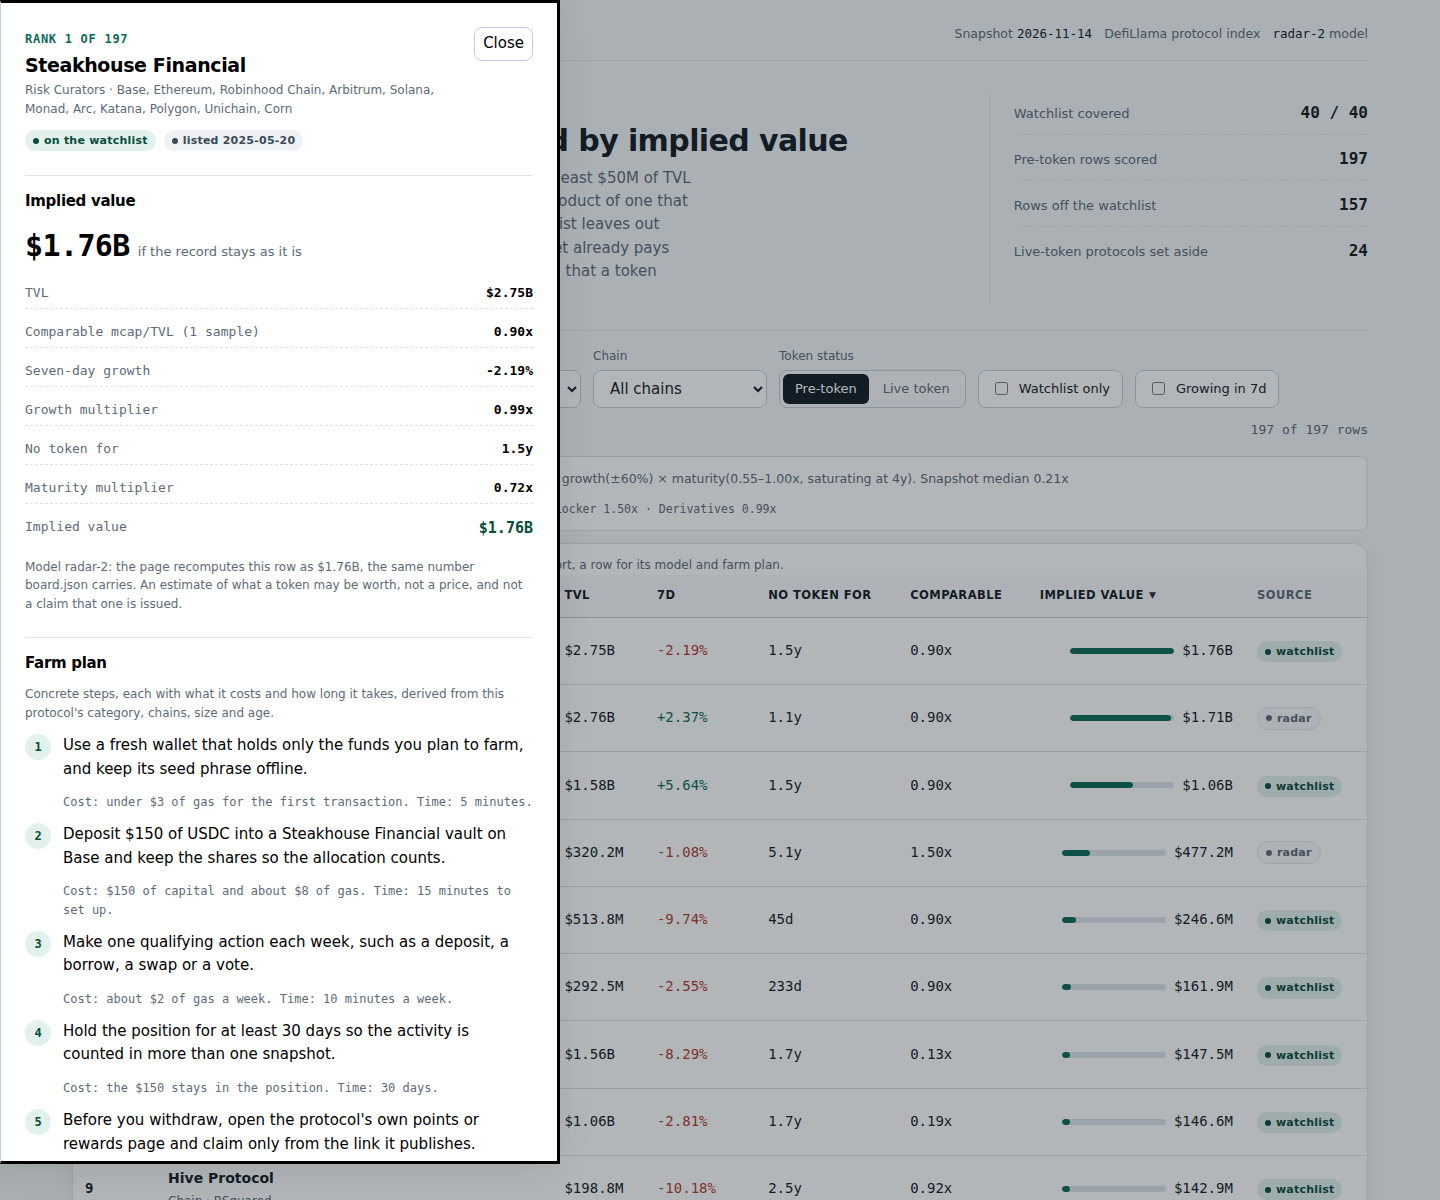 RANK 1 OF 197
Close
Steakhouse Financial
Risk Curators · Base, Ethereum, Robinhood Chain, Arbitrum, Solana,
Monad, Arc, Katana, Polygon, Unichain, Corn
on the watchlist
listed 2025-05-20
Implied value
$1.76B if the record stays as it is
TVL $2.75B
Comparable mcap/TVL (1 sample) 0.90x
Seven-day growth -2.19%
Growth multiplier 0.99x
No token for 1.5y
Maturity multiplier 0.72x
Implied value $1.76B
Model radar-2: the page recomputes this row as $1.76B, the same number
board.json carries. An estimate of what a token may be worth, not a price, and not
a claim that one is issued.
Farm plan
Concrete steps, each with what it costs and how long it takes, derived from this
protocol's category, chains, size and age.
1 Use a fresh wallet that holds only the funds you plan to farm,
and keep its seed phrase offline.
Cost: under $3 of gas for the first transaction. Time: 5 minutes.
2 Deposit $150 of USDC into a Steakhouse Financial vault on
Base and keep the shares so the allocation counts.
Cost: $150 of capital and about $8 of gas. Time: 15 minutes to
set up.
3 Make one qualifying action each week, such as a deposit, a
borrow, a swap or a vote.
Cost: about $2 of gas a week. Time: 10 minutes a week.
4 Hold the position for at least 30 days so the activity is
counted in more than one snapshot.
Cost: the $150 stays in the position. Time: 30 days.
5 Before you withdraw, open the protocol's own points or
rewards page and claim only from the link it publishes.
Snapshot 2026-11-14 DefiLlama protocol index radar-2 model
by implied value
east $50M of TVL
oduct of one that
ist leaves out
t already pays
that a token
Watchlist covered 40 / 40
Pre-token rows scored 197
Rows off the watchlist 157
Live-token protocols set aside 24
Chain
All chains
Token status
Pre-token Live token
Watchlist only
Growing in 7d
197 of 197 rows
growth(±60%) × maturity(0.55–1.00x, saturating at 4y). Snapshot median 0.21x
ocker 1.50x · Derivatives 0.99x
rt, a row for its model and farm plan.
TVL 7D NO TOKEN FOR COMPARABLE IMPLIED VALUE ▼ SOURCE
$2.75B -2.19% 1.5y 0.90x $1.76B watchlist
$2.76B +2.37% 1.1y 0.90x $1.71B radar
$1.58B +5.64% 1.5y 0.90x $1.06B watchlist
$320.2M -1.08% 5.1y 1.50x $477.2M radar
$513.8M -9.74% 45d 0.90x $246.6M watchlist
$292.5M -2.55% 233d 0.90x $161.9M watchlist
$1.56B -8.29% 1.7y 0.13x $147.5M watchlist
$1.06B -2.81% 1.7y 0.19x $146.6M watchlist
9 Hive Protocol $198.8M -10.18% 2.5y 0.92x $142.9M watchlist
Chain · RSquared